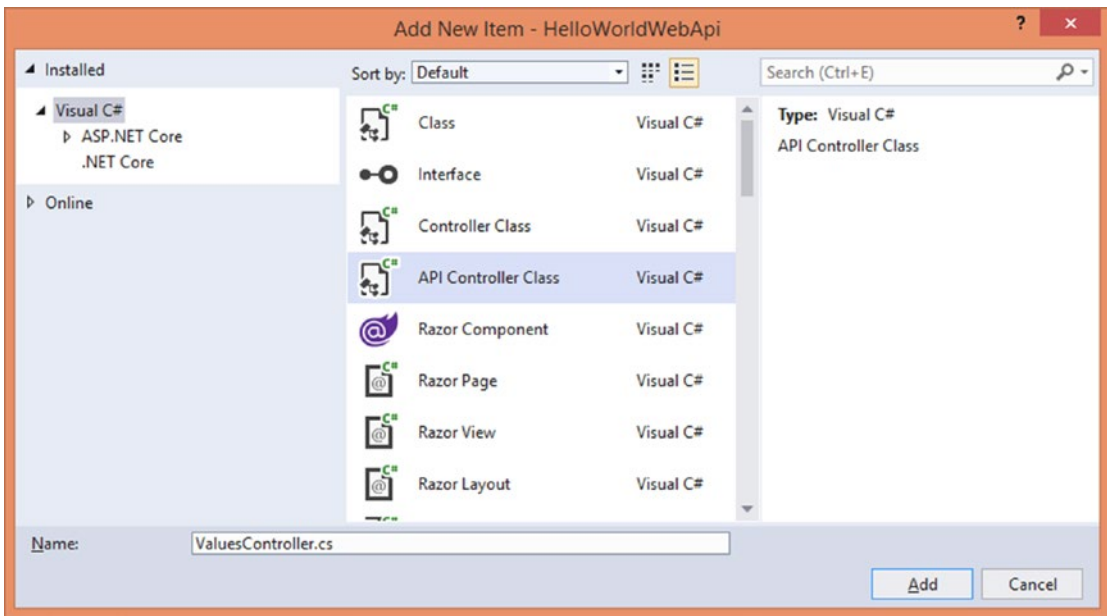 Add New Item - HelloWorldWebApi
? ×
Installed
Sort by: Default
Search (Ctrl+E)
Visual C#
ASP.NET Core
.NET Core
Online
C# Class Visual C#
Interface Visual C#
C# Controller Class Visual C#
C# API Controller Class Visual C#
@ Razor Component Visual C#
C# @ Razor Page Visual C#
C# @ Razor View Visual C#
C# @ Razor Layout Visual C#
Type: Visual C#
API Controller Class
Name: ValuesController.cs
Add Cancel